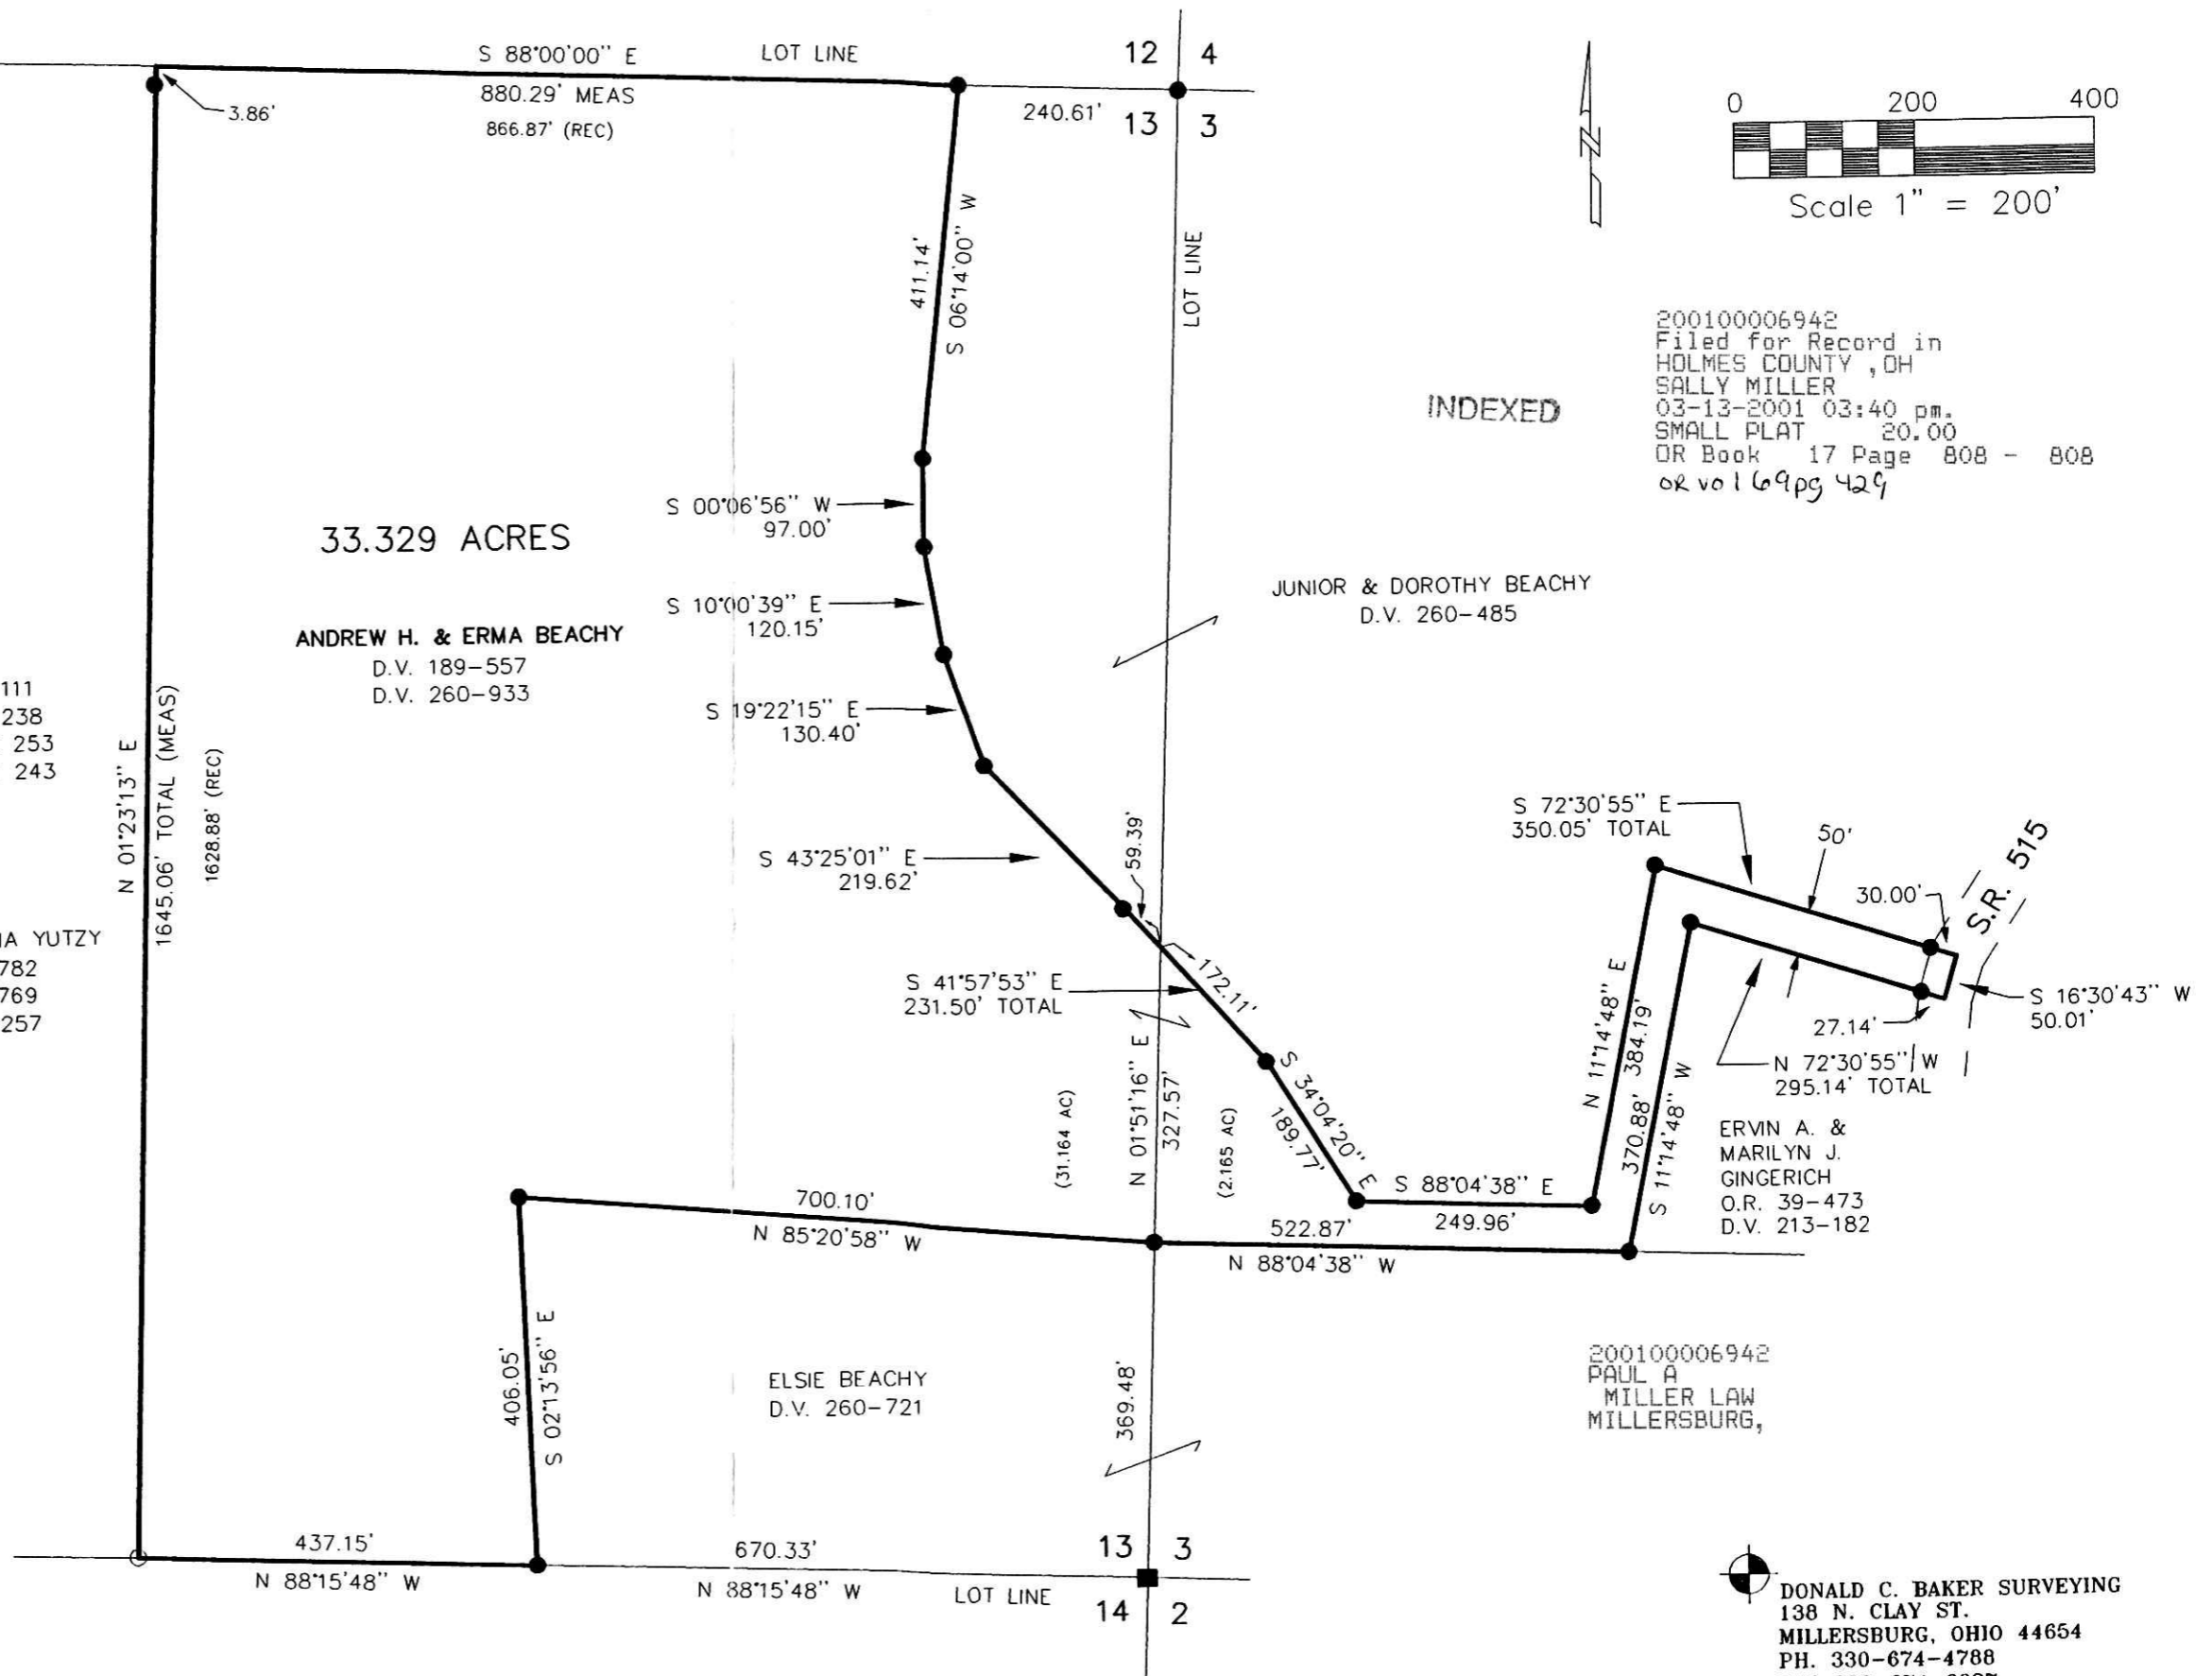 S 88°00'00" E
LOT LINE
880.29' MEAS
866.87' (REC)
3.86'
240.61'
12 4
13 3
0 200 400
N
Scale 1" = 200'
411.14'
S 06°14'00" W
LOT LINE
200100006942
Filed for Record in
HOLMES COUNTY ,OH
SALLY MILLER
03-13-2001 03:40 pm.
SMALL PLAT 20.00
OR Book 17 Page 808 - 808
OR vol 69 pg 429
INDEXED
S 00°06'56" W
97.00'
33.329 ACRES
S 10°00'39" E
120.15'
ANDREW H. & ERMA BEACHY
D.V. 189-557
D.V. 260-933
JUNIOR & DOROTHY BEACHY
D.V. 260-485
111
238
253
243
S 19°22'15" E
130.40'
N 01°23'13" E
1645.06' TOTAL (MEAS)
1628.88' (REC)
S 43°25'01" E
219.62'
59.39'
S 72°30'55" E
350.05' TOTAL
50'
30.00'
S.R. 515
YUTZY
782
769
257
S 41°57'53" E
231.50' TOTAL
172.11'
S 16°30'43" W
50.01'
27.14'
N 72°30'55" W
295.14' TOTAL
N 11°14'48" E
384.19'
370.88'
S 11°14'48" W
(31.164 AC)
N 01°51'16" E
327.57'
(2.165 AC)
S 34°04'20" E
189.77'
ERVIN A. &
MARILYN J.
GINGERICH
O.R. 39-473
D.V. 213-182
S 88°04'38" E
249.96'
700.10'
N 85°20'58" W
522.87'
N 88°04'38" W
406.05'
S 02°13'56" E
ELSIE BEACHY
D.V. 260-721
369.48'
200100006942
PAUL A
MILLER LAW
MILLERSBURG,
437.15'
N 88°15'48" W
670.33'
N 88°15'48" W
LOT LINE
13 3
14 2
DONALD C. BAKER SURVEYING
138 N. CLAY ST.
MILLERSBURG, OHIO 44654
PH. 330-674-4788